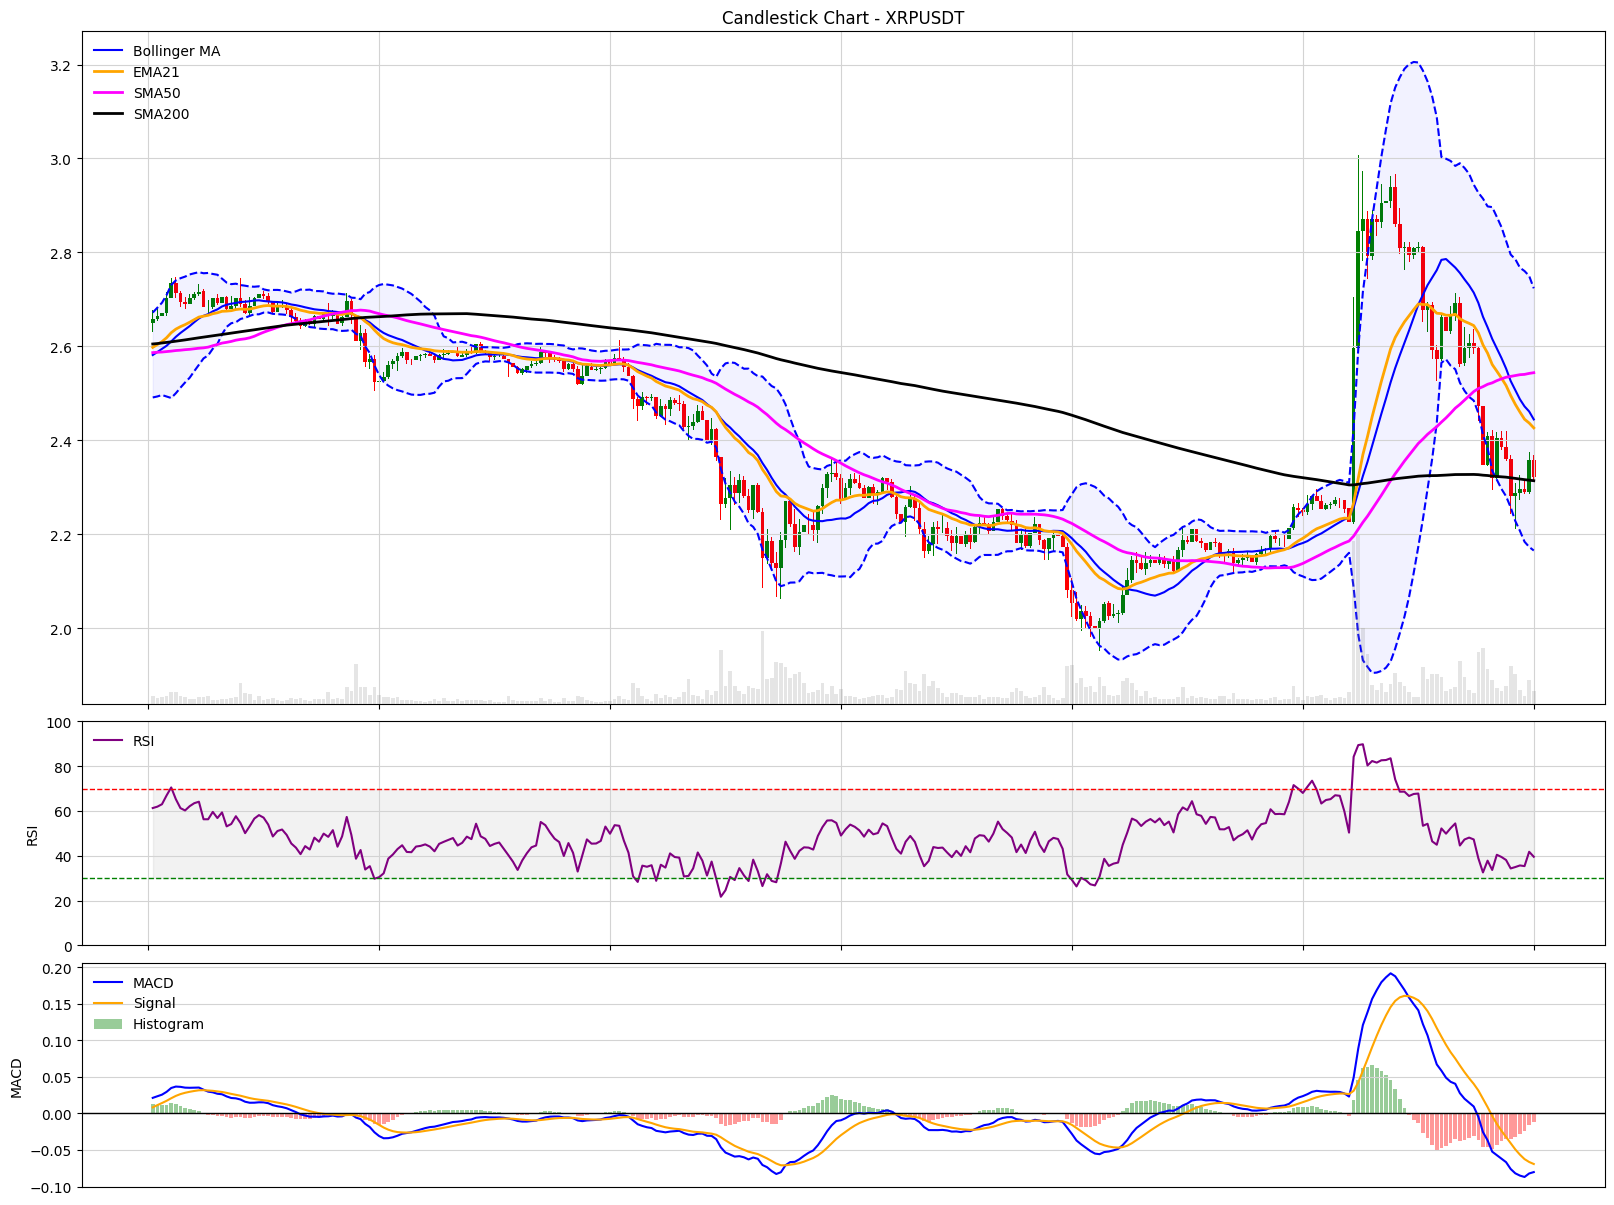 Candlestick Chart - XRPUSDT
Bollinger MA
EMA21
SMA50
SMA200
3.2
3.0
2.8
2.6
2.4
2.2
2.0
RSI
RSI
100
80
60
40
20
0
MACD
Signal
Histogram
MACD
0.20
0.15
0.10
0.05
0.00
−0.05
−0.10